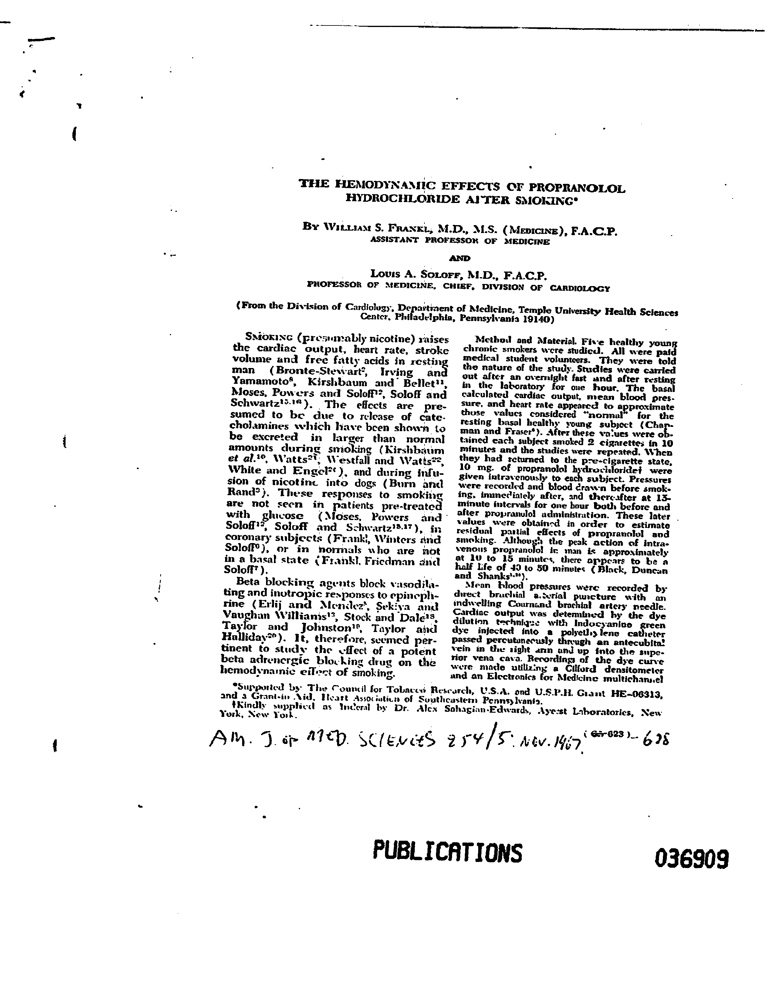 THE HEMODYNAMIC EFFECTS OF PROPRANOLOL
HYDROCHLORIDE AFTER SMOKING*
BY WILLIAM S. FRANKL, M.D., M.S. (MEDICINE), F.A.C.P.
ASSISTANT PROFESSOR OF MEDICINE
AND
LOUIS A. SOLOFF, M.D., F.A.C.P.
PROFESSOR OF MEDICINE, CHIEF, DIVISION OF CARDIOLOGY
(From the Division of Cardiology, Department of Medicine, Temple University Health Sciences
Center, Philadelphia, Pennsylvania 19140)
SMOKING (presumably nicotine) raises
the cardiac output, heart rate, stroke
volume and free fatty acids in resting
man (Bronte-Stewart², Irving and
Yamamoto⁸, Kirshbaum and Bellet¹¹,
Moses, Powers and Soloff¹², Soloff and
Schwartz¹⁵,¹⁶). The effects are pre-
sumed to be due to release of cate-
cholamines which have been shown to
be excreted in larger than normal
amounts during smoking (Kirshbaum
et al.¹⁰, Watts²¹, Westfall and Watts²²,
White and Engel²⁴), and during infu-
sion of nicotine into dogs (Burn and
Rand³). These responses to smoking
are not seen in patients pre-treated
with glucose (Moses, Powers and
Soloff¹², Soloff and Schwartz¹⁵,¹⁷), in
coronary subjects (Frankl, Winters and
Soloff⁶), or in normals who are not
in a basal state (Frankl, Friedman and
Soloff⁷).
Beta blocking agents block vasodila-
ting and inotropic responses to epineph-
rine (Erlij and Mendez⁵, Sekiya and
Vaughan Williams¹³, Stock and Dale¹⁸,
Taylor and Johnston¹⁹, Taylor and
Halliday²⁰). It, therefore, seemed per-
tinent to study the effect of a potent
beta adrenergic blocking drug on the
hemodynamic effect of smoking.
Method and Material. Five healthy young
chronic smokers were studied. All were paid
medical student volunteers. They were told
the nature of the study. Studies were carried
out after an overnight fast and after resting
in the laboratory for one hour. The basal
calculated cardiac output, mean blood pres-
sure, and heart rate appeared to approximate
those values considered "normal" for the
resting basal healthy young subject (Chap-
man and Fraser⁴). After these values were ob-
tained each subject smoked 2 cigarettes in 10
minutes and the studies were repeated. When
they had returned to the pre-cigarette state,
10 mg. of propranolol hydrochloride† were
given intravenously to each subject. Pressures
were recorded and blood drawn before smok-
ing, immediately after, and thereafter at 15-
minute intervals for one hour both before and
after propranolol administration. These later
values were obtained in order to estimate
residual partial effects of propranolol and
smoking. Although the peak action of intra-
venous propranolol in man is approximately
at 10 to 15 minutes, there appears to be a
half life of 40 to 50 minutes (Black, Duncan
and Shanks¹,¹⁴).
Mean blood pressures were recorded by
direct brachial arterial puncture with an
indwelling Cournand brachial artery needle.
Cardiac output was determined by the dye
dilution technique with Indocyanine green
dye injected into a polyethylene catheter
passed percutaneously through an antecubital
vein in the right arm and up into the supe-
rior vena cava. Recordings of the dye curve
were made utilizing a Gilford densitometer
and an Electronics for Medicine multichannel
*Supported by The Council for Tobacco Research, U.S.A. and U.S.P.H. Grant HE-06313,
and a Grant-in Aid, Heart Association of Southeastern Pennsylvania.
†Kindly supplied as Inderal by Dr. Alex Sahagian-Edwards, Ayerst Laboratories, New
York, New York.
AM. J. OF MED. SCIENCES 254/5: NOV. 1967 (623)-628
PUBLICATIONS
036909